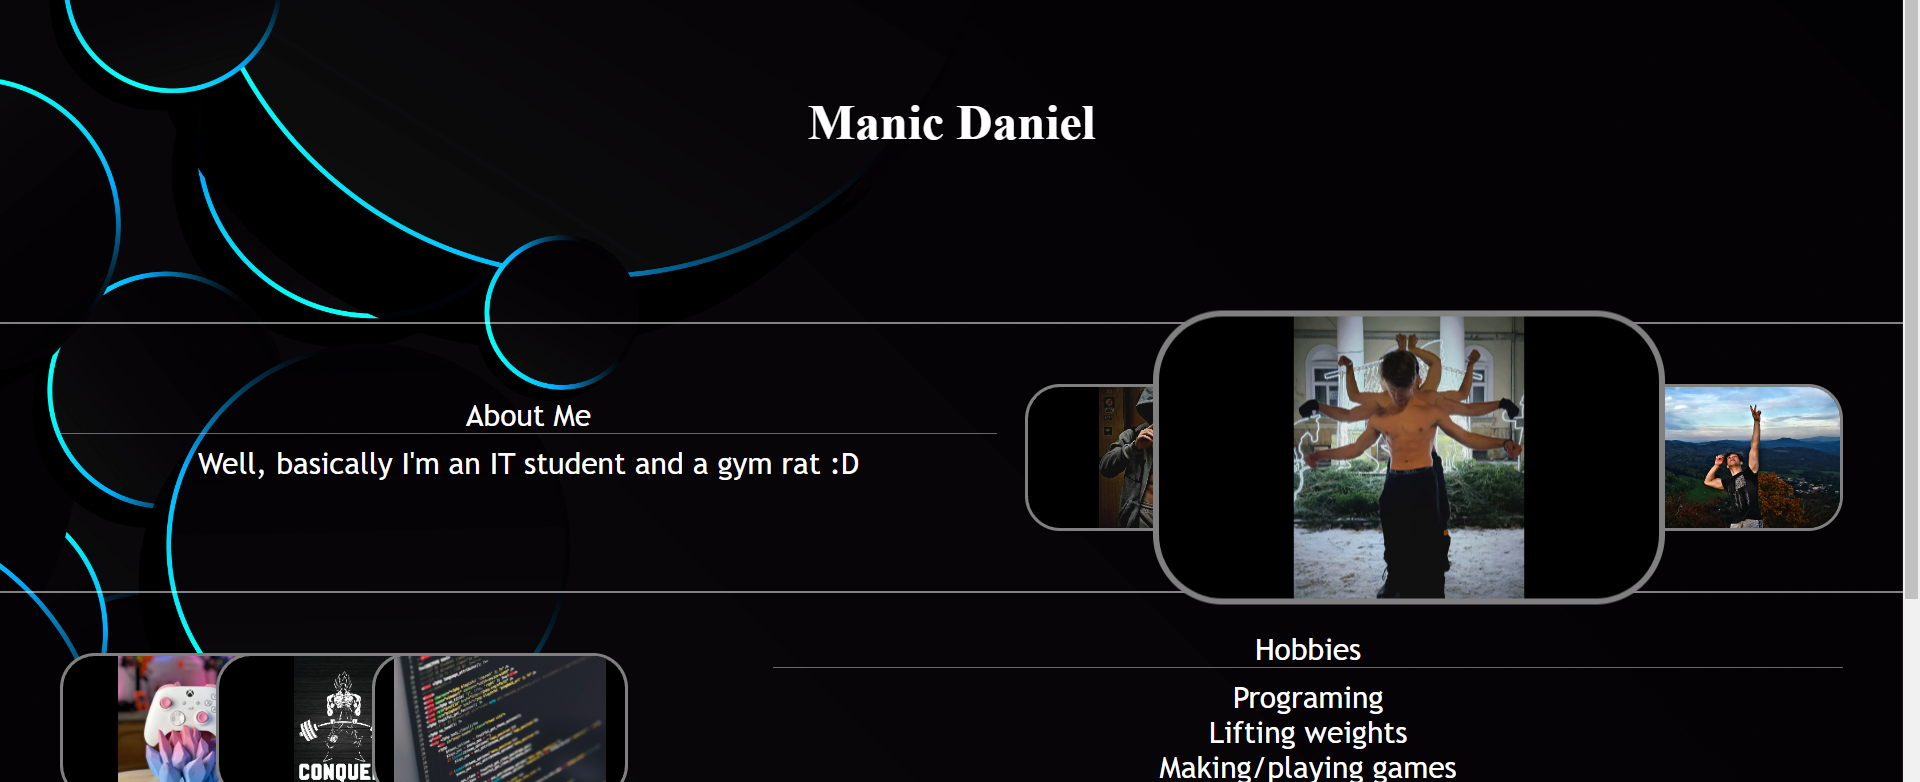 Manic Daniel
About Me
Well, basically I'm an IT student and a gym rat :D
Hobbies
Programing
Lifting weights
Making/playing games